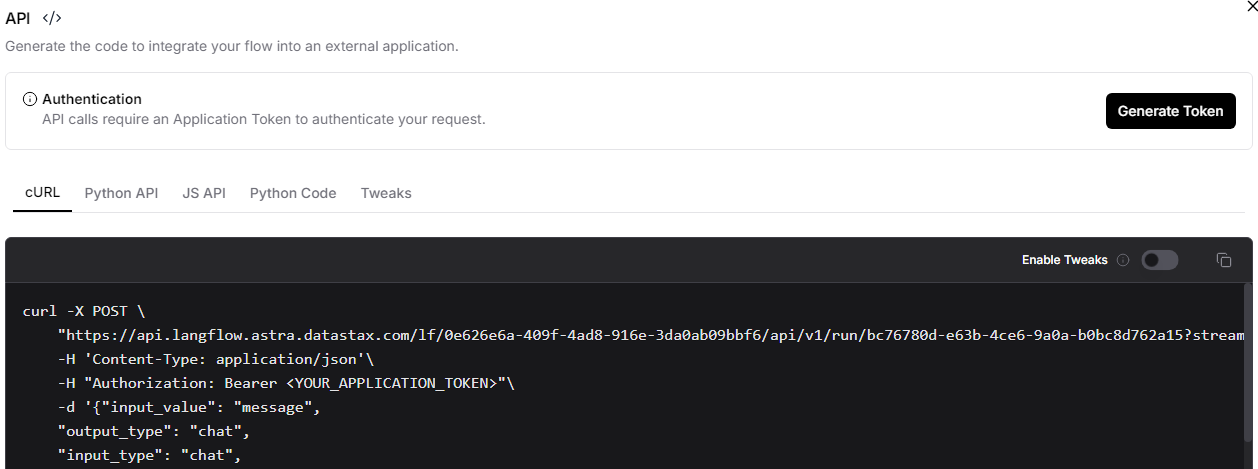 API </>
Generate the code to integrate your flow into an external application.
Authentication
API calls require an Application Token to authenticate your request.
Generate Token
cURL Python API JS API Python Code Tweaks
Enable Tweaks
curl -X POST \
"https://api.langflow.astra.datastax.com/lf/0e626e6a-409f-4ad8-916e-3da0ab09bbf6/api/v1/run/bc76780d-e63b-4ce6-9a0a-b0bc8d762a15?stream
-H 'Content-Type: application/json'\
-H "Authorization: Bearer <YOUR_APPLICATION_TOKEN>"\
-d '{"input_value": "message",
"output_type": "chat",
"input_type": "chat",